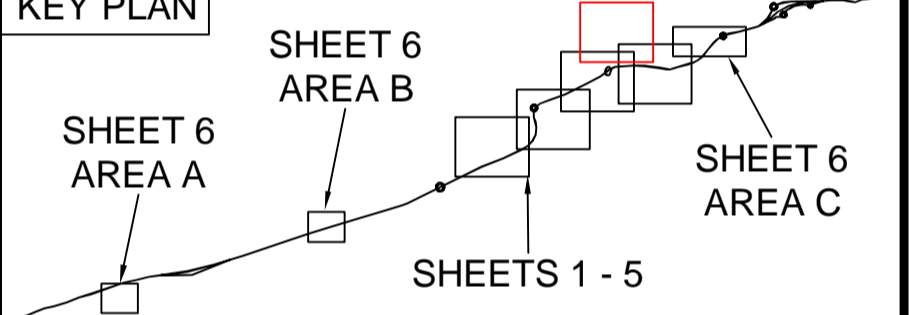 KEY PLAN
SHEET 6
AREA B
SHEET 6
AREA A
SHEET 6
AREA C
SHEETS 1 - 5